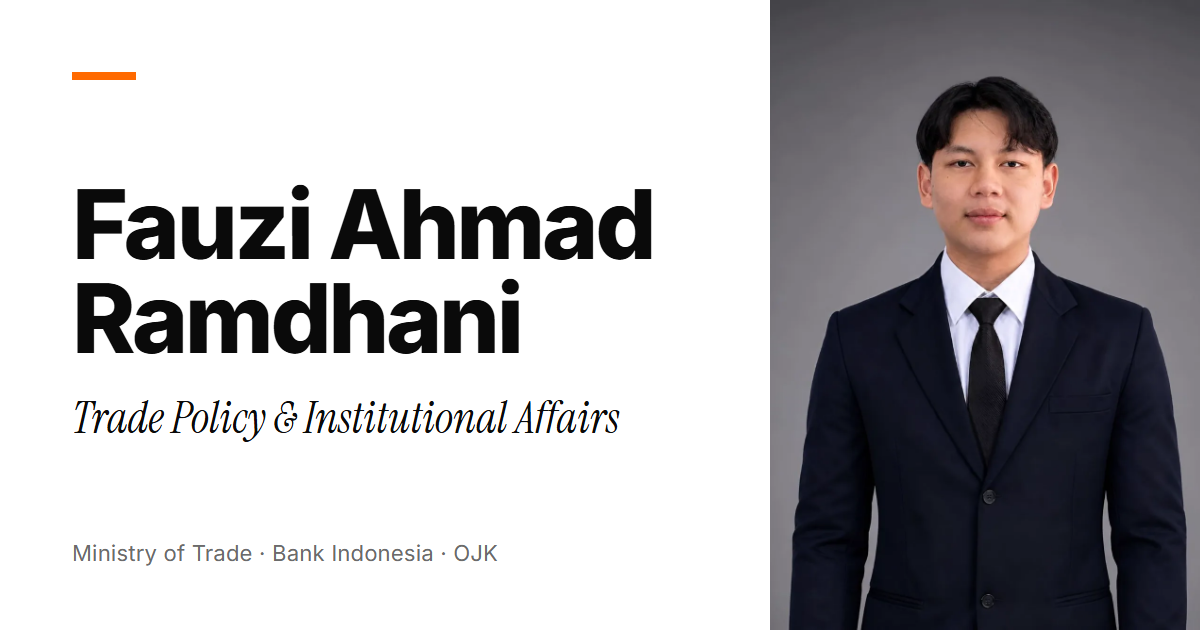 Fauzi Ahmad
Ramdhani
Trade Policy & Institutional Affairs
Ministry of Trade · Bank Indonesia · OJK